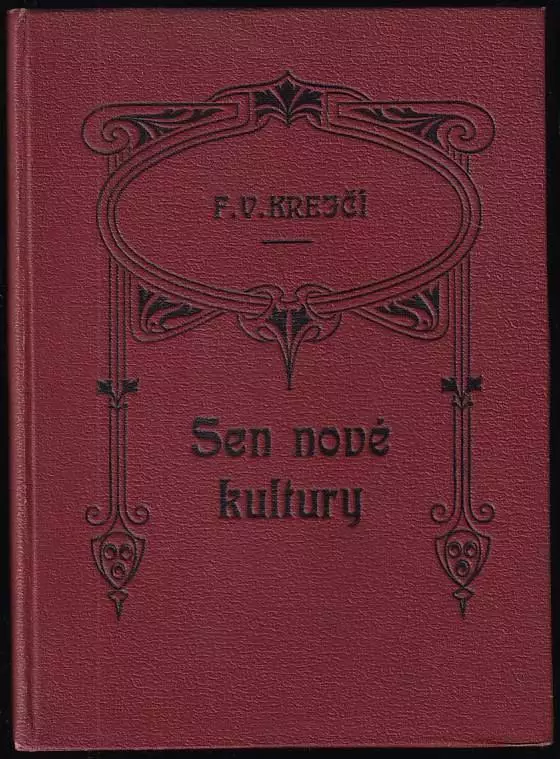 F. V. KREJČÍ
Sen nové
kultury